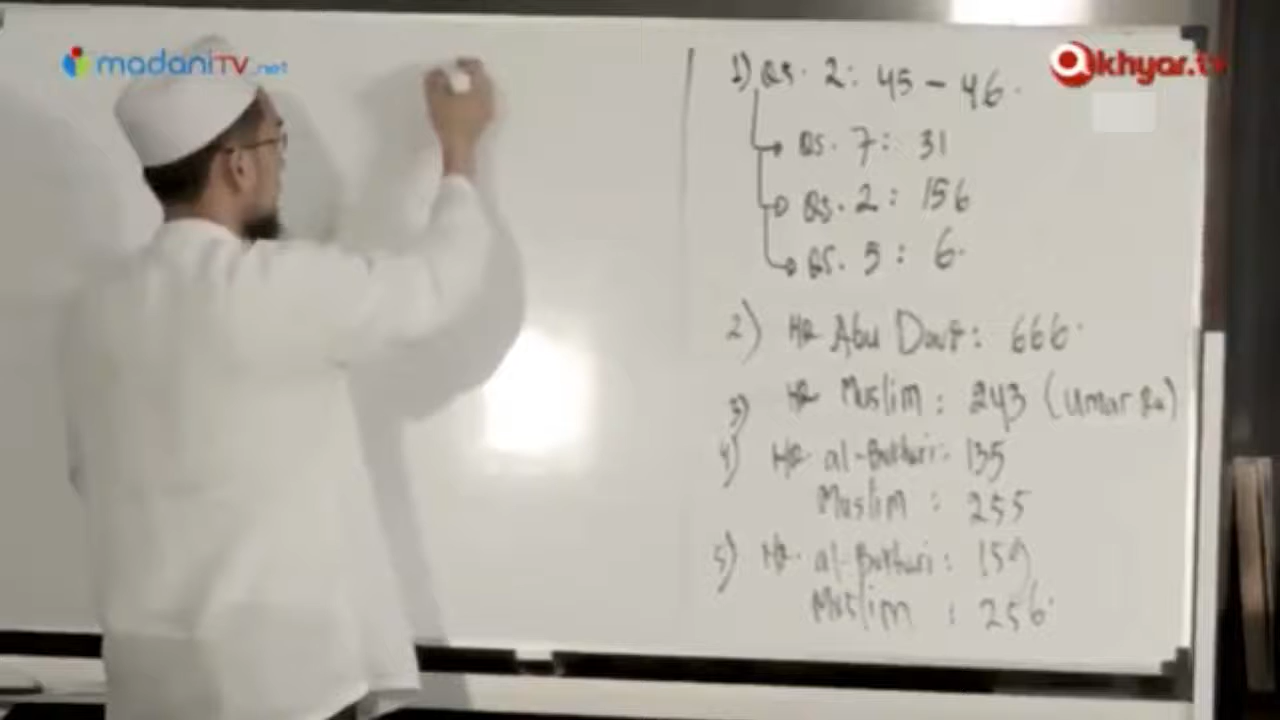 madaniTV.net
akhyar.tv
1) QS. 2: 45 - 46.
QS. 7: 31
QS. 2: 156
QS. 5: 6.
2) HR Abu Daud: 666.
3) HR Muslim: 243 (Umar Ra)
4) HR. al-Bukhari: 135
Muslim : 255
5) HR. al-Bukhari: 159
Muslim : 256.